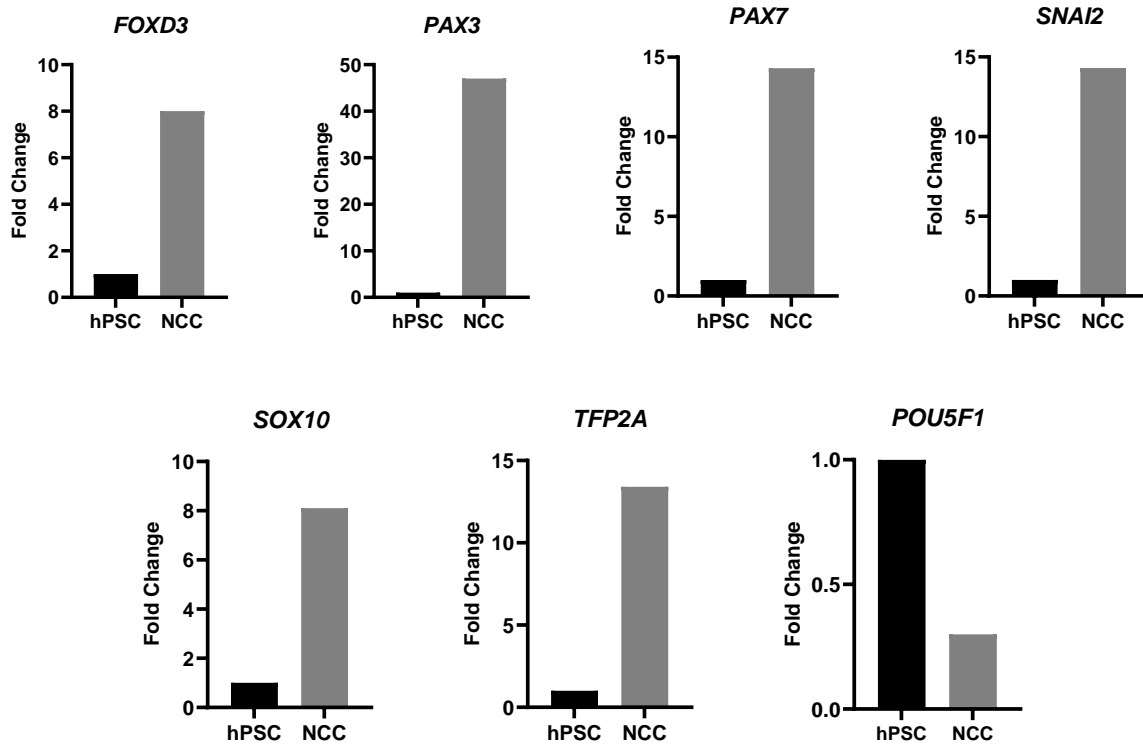 FOXD3
Fold Change
10
8
6
4
2
0
hPSC NCC
PAX3
Fold Change
50
40
30
20
10
0
hPSC NCC
PAX7
Fold Change
15
10
5
0
hPSC NCC
SNAI2
Fold Change
15
10
5
0
hPSC NCC
SOX10
Fold Change
10
8
6
4
2
0
hPSC NCC
TFP2A
Fold Change
15
10
5
0
hPSC NCC
POU5F1
Fold Change
1.0
0.5
0.0
hPSC NCC